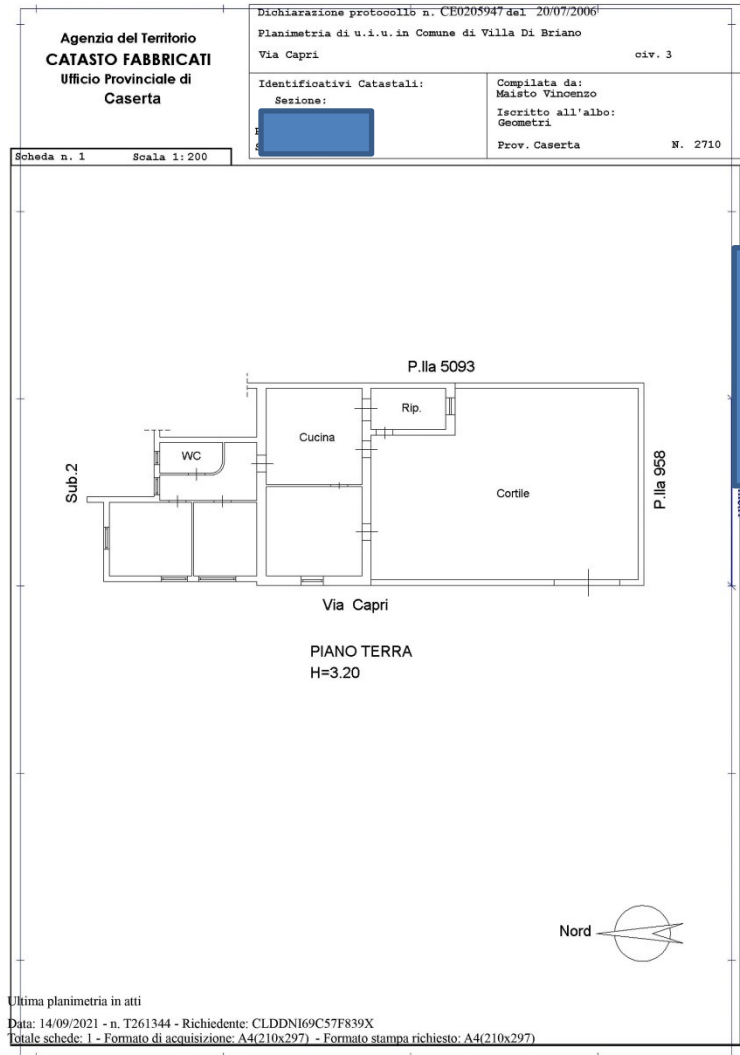 Agenzia del Territorio
CATASTO FABBRICATI
Ufficio Provinciale di
Caserta
Dichiarazione protocollo n. CE0205947 del 20/07/2006
Planimetria di u.i.u. in Comune di Villa Di Briano
Via Capri civ. 3
Identificativi Catastali:
Sezione:
Compilata da:
Maisto Vincenzo
Iscritto all'albo:
Geometri
Prov. Caserta N. 2710
Scheda n. 1 Scala 1:200
P.lla 5093
Rip.
Cucina
WC
Sub.2
Cortile
P.lla 958
Via Capri
PIANO TERRA
H=3.20
Nord
Ultima planimetria in atti
Data: 14/09/2021 - n. T261344 - Richiedente: CLDDNI69C57F839X
Totale schede: 1 - Formato di acquisizione: A4(210x297) - Formato stampa richiesto: A4(210x297)